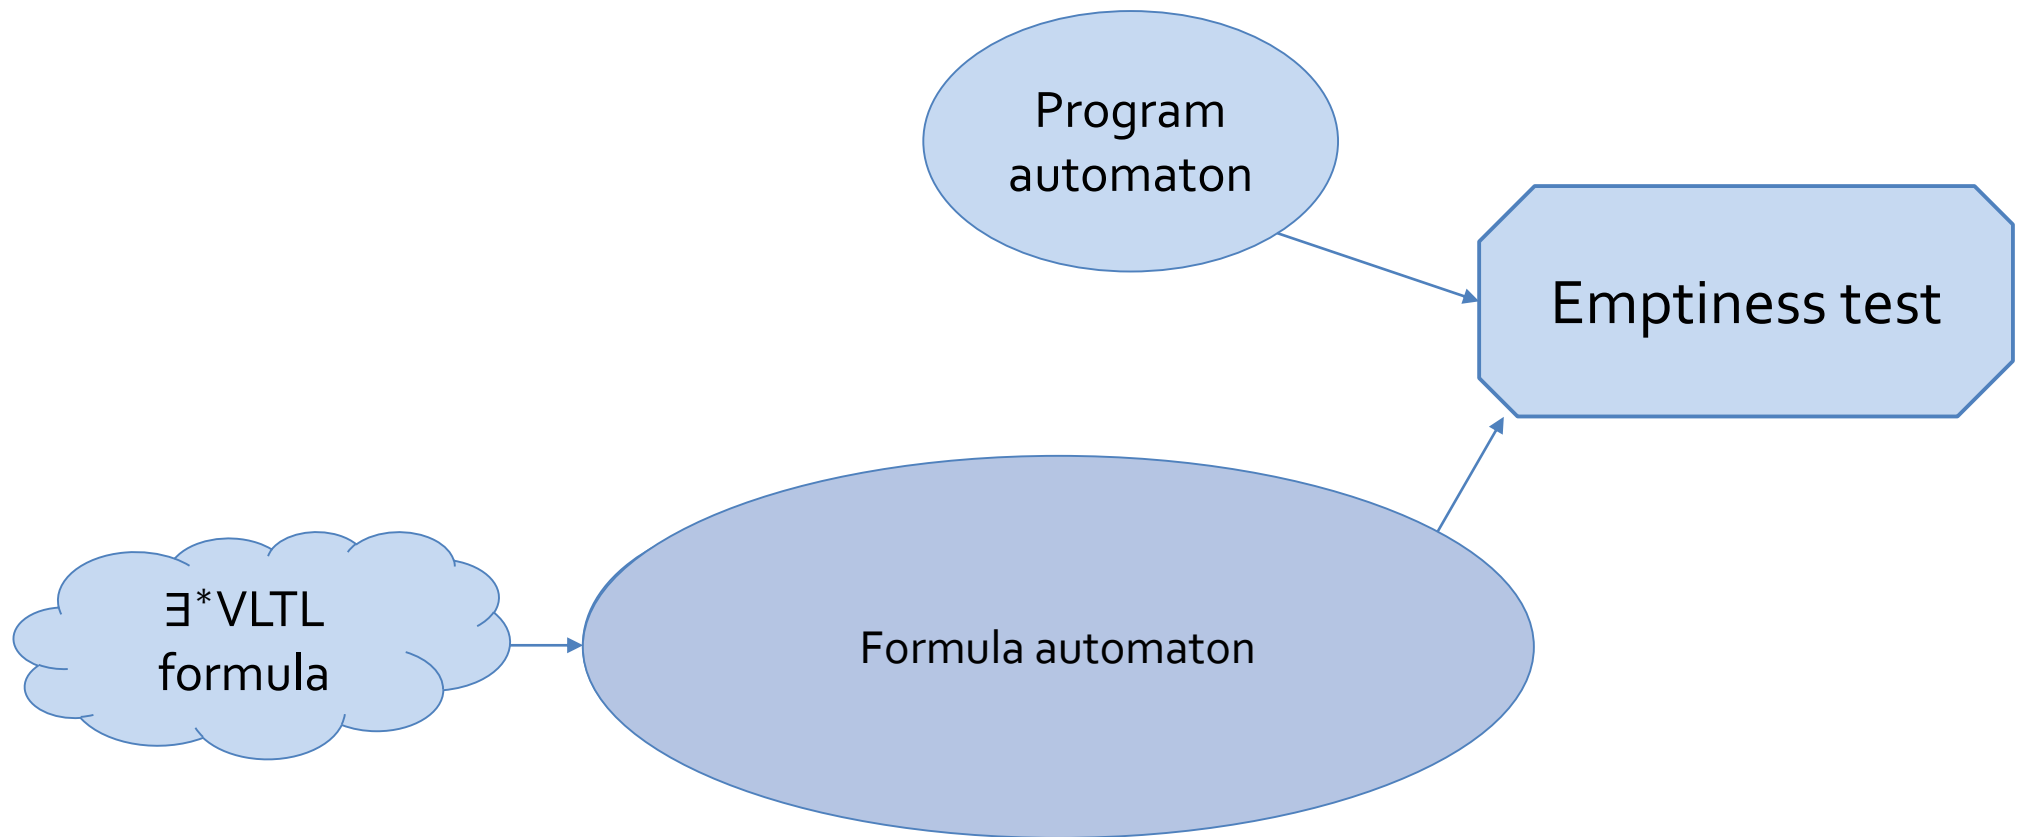 Program
automaton
Emptiness test
∃*VLTL
formula
Formula automaton